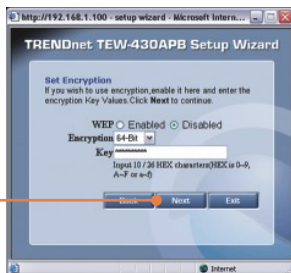 http://192.168.1.100 - setup wizard - Microsoft Intern...
TRENDnet TEW-430APB Setup Wizard
Set Encryption
If you wish to use encryption,enable it here and enter the
encryption Key Values.Click Next to continue.
WEP Enabled Disabled
Encryption 64-Bit
Key **********
Input 10 / 26 HEX characters(HEX is 0~9,
A~F or a~f)
Back Next Exit
Internet